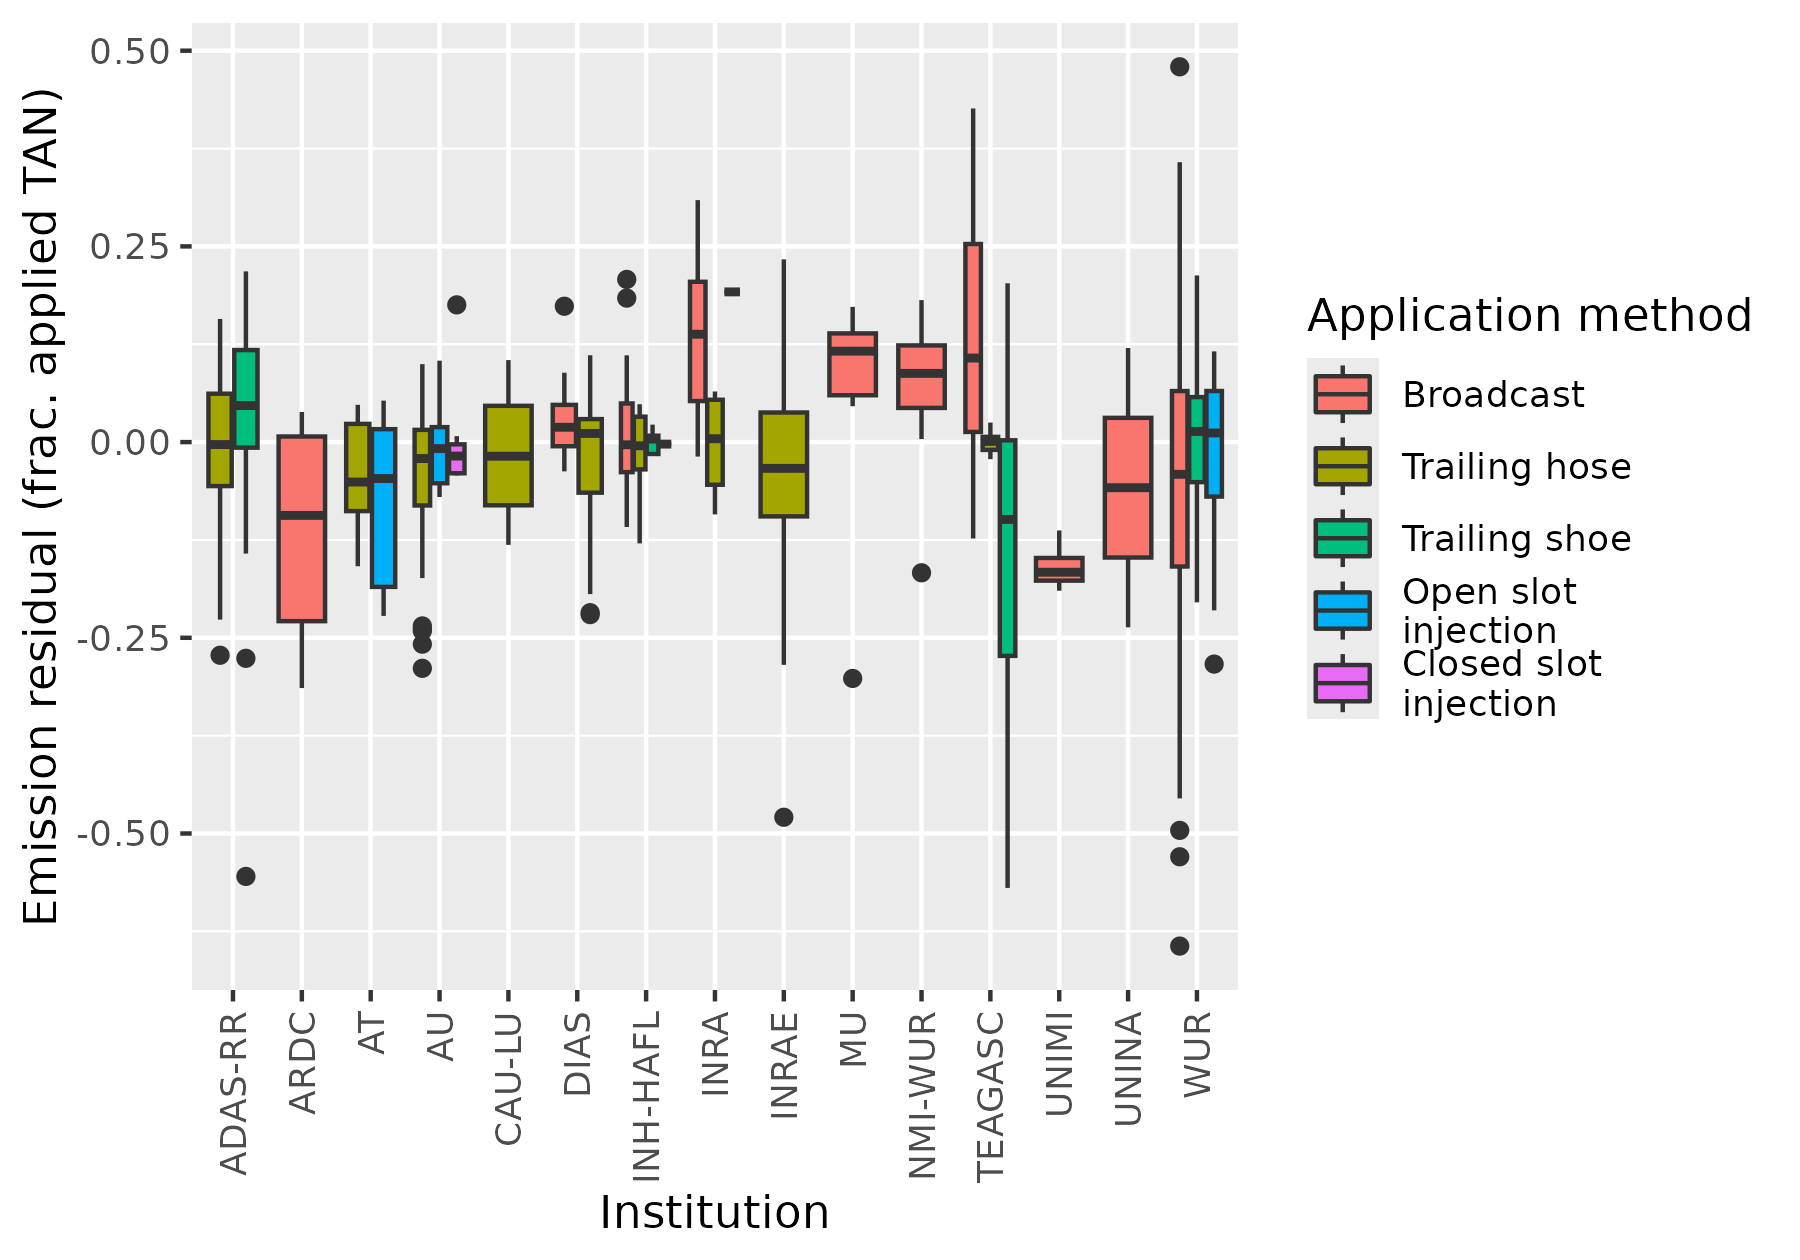 Emission residual (frac. applied TAN)
0.50
0.25
0.00
-0.25
-0.50
ADAS-RR
ARDC
AT
AU
CAU-LU
DIAS
INH-HAFL
INRA
INRAE
MU
NMI-WUR
TEAGASC
UNIMI
UNINA
WUR
Institution
Application method
Broadcast
Trailing hose
Trailing shoe
Open slot
injection
Closed slot
injection